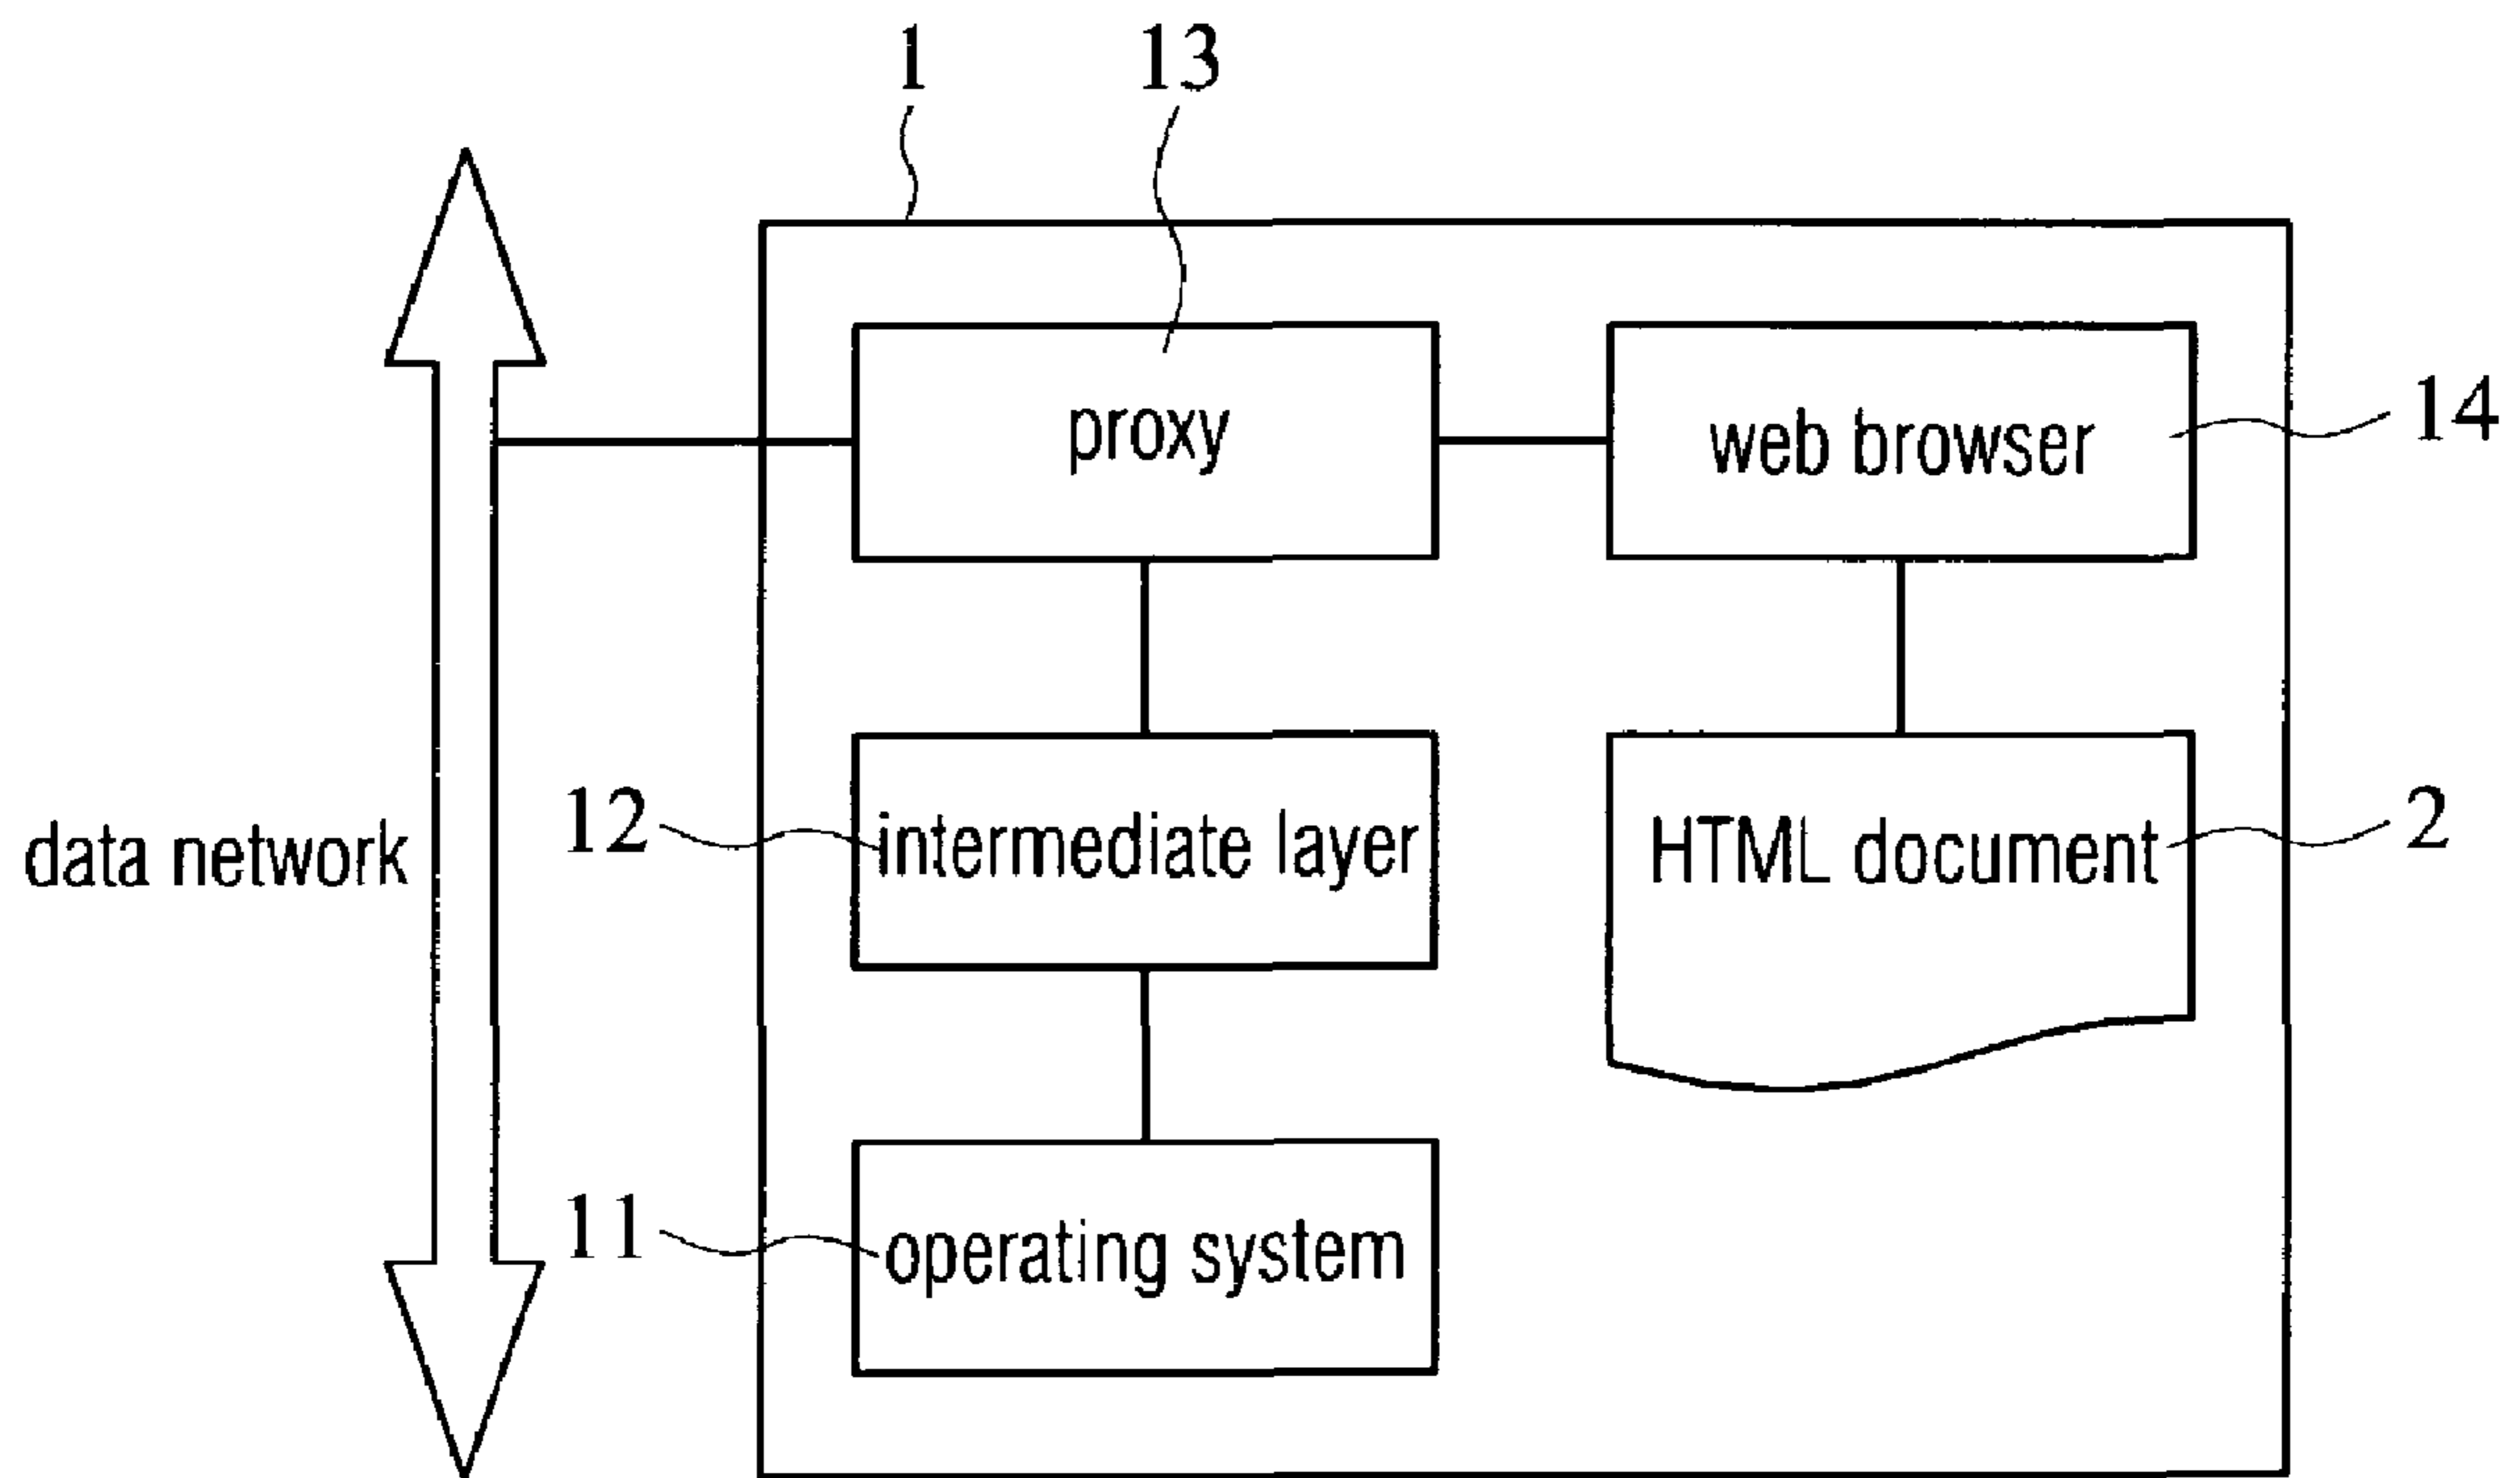 1
13
proxy
web browser
14
data network
12
intermediate layer
HTML document
2
11
operating system